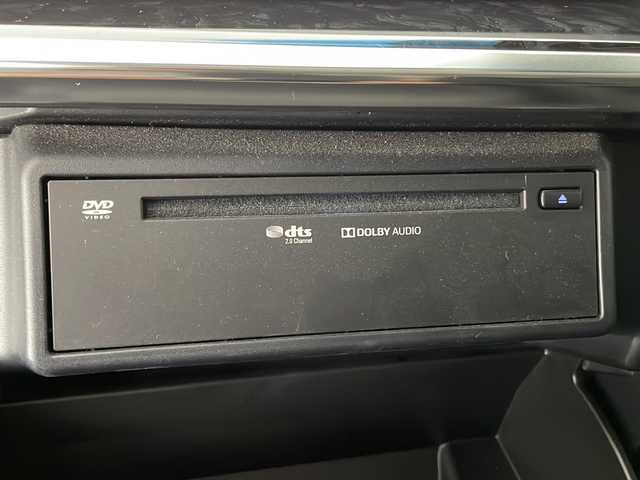 DVD
VIDEO
dts
2.0 Channel
DOLBY AUDIO